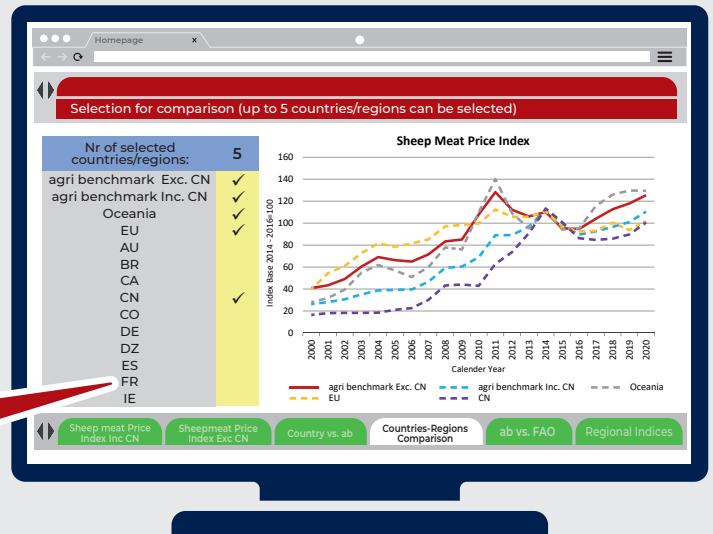 Homepage x
Selection for comparison (up to 5 countries/regions can be selected)
Nr of selected
countries/regions:
5
agri benchmark Exc. CN ✓
agri benchmark Inc. CN ✓
Oceania ✓
EU ✓
AU
BR
CA
CN ✓
CO
DE
DZ
ES
FR
IE
Sheep Meat Price Index
Index Base 2014 - 2016=100
160
140
120
100
80
60
40
20
0
2000 2001 2002 2003 2004 2005 2006 2007 2008 2009 2010 2011 2012 2013 2014 2015 2016 2017 2018 2019 2020
Calender Year
agri benchmark Exc. CN agri benchmark Inc. CN Oceania
EU CN
Sheep meat Price
Index Inc CN
Sheepmeat Price
Index Exc CN
Country vs. ab
Countries-Regions
Comparison
ab vs. FAO
Regional Indices